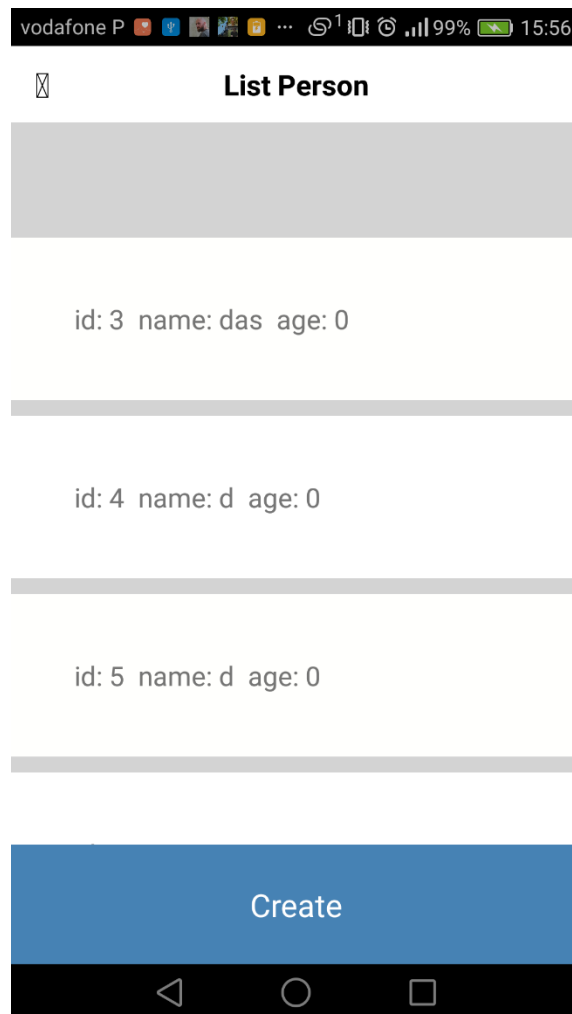 vodafone P 1 99% 15:56
List Person
id: 3 name: das age: 0
id: 4 name: d age: 0
id: 5 name: d age: 0
Create